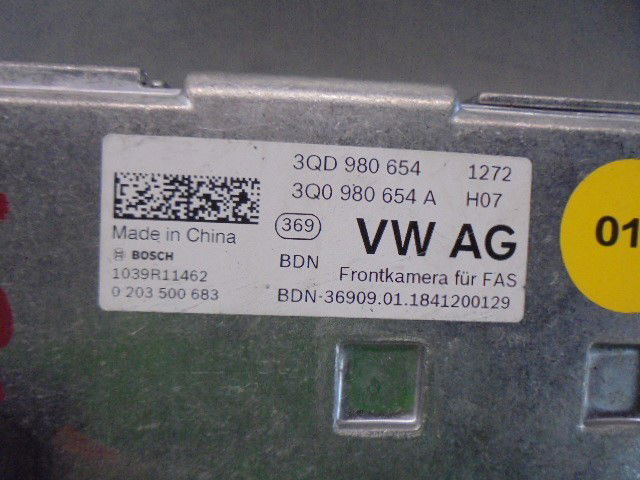 3QD 980 654 1272
3Q0 980 654 A H07
Made in China 369 VW AG
BOSCH BDN Frontkamera für FAS
1039R11462
0 203 500 683 BDN-36909.01.1841200129
01